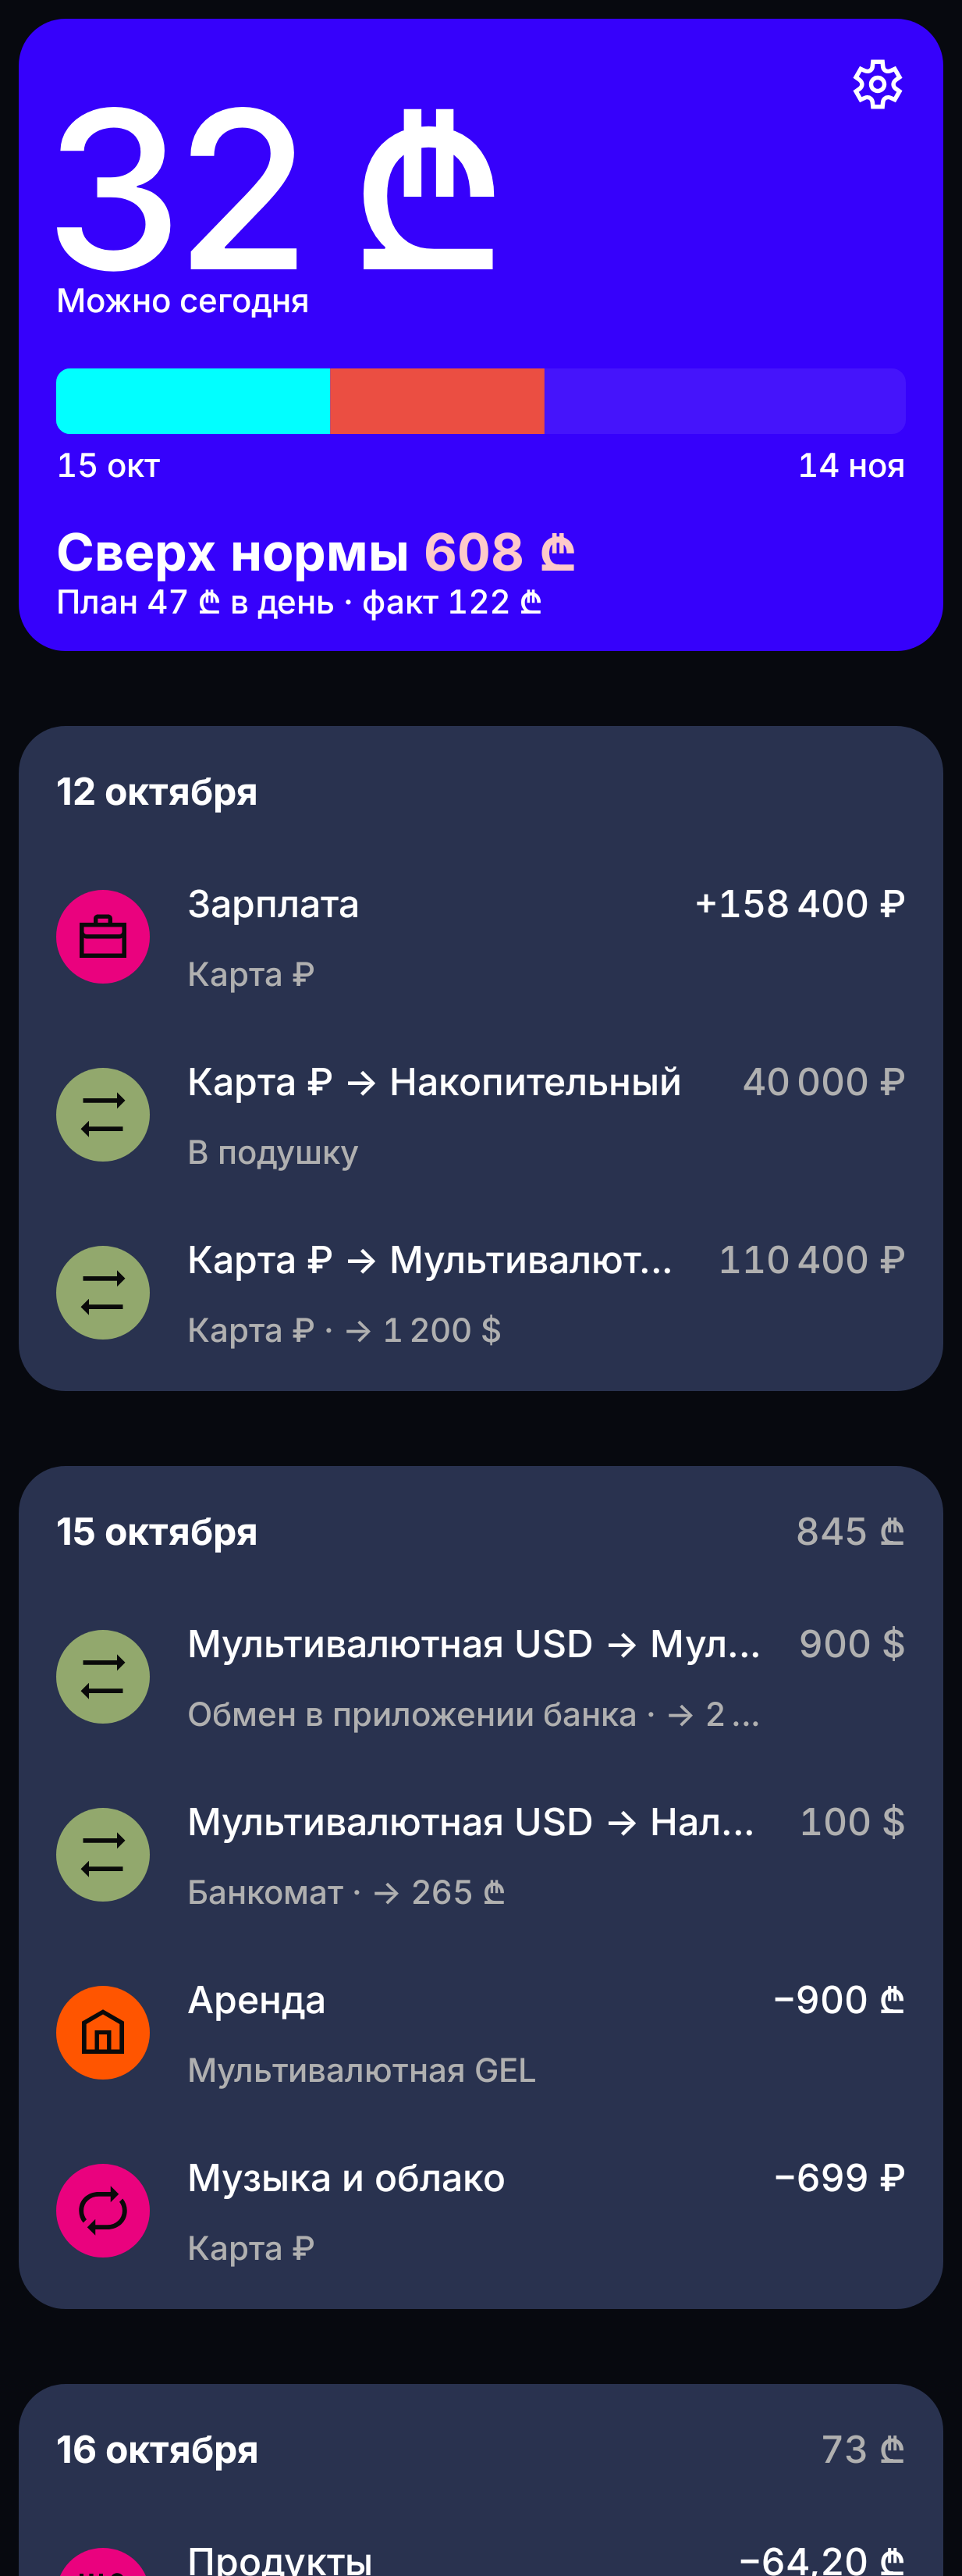 32 ₾
Можно сегодня
15 окт
14 ноя
Сверх нормы 608 ₾
План 47 ₾ в день · факт 122 ₾
12 октября
Зарплата
+158 400 ₽
Карта ₽
Карта ₽ → Накопительный
40 000 ₽
В подушку
Карта ₽ → Мультивалют...
110 400 ₽
Карта ₽ · → 1 200 $
15 октября
845 ₾
Мультивалютная USD → Мул...
900 $
Обмен в приложении банка · → 2 ...
Мультивалютная USD → Нал...
100 $
Банкомат · → 265 ₾
Аренда
−900 ₾
Мультивалютная GEL
Музыка и облако
−699 ₽
Карта ₽
16 октября
73 ₾
Продукты
−64,20 ₾